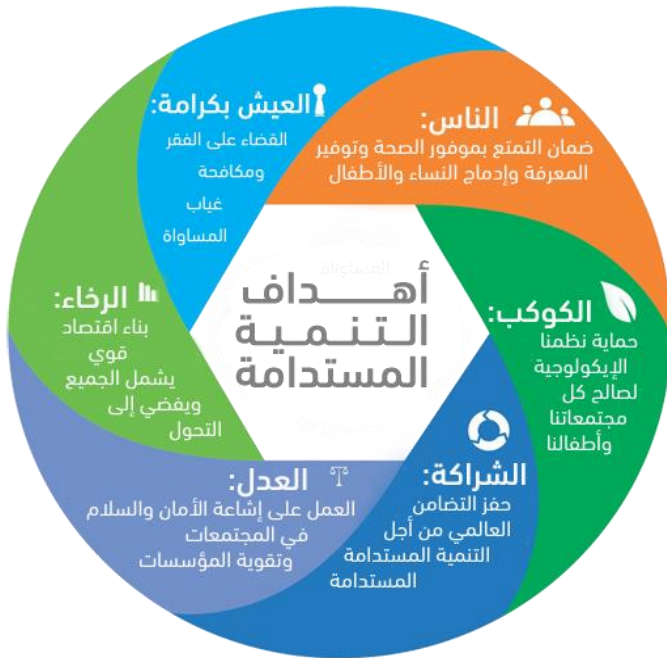 أهــداف
التـنـمـيـة
المستدامة
العيش بكرامة:
القضاء على الفقر
ومكافحة
غياب
المساواة
الناس:
ضمان التمتع بموفور الصحة وتوفير
المعرفة وإدماج النساء والأطفال
الكوكب:
حماية نظمنا
الإيكولوجية
لصالح كل
مجتمعاتنا
وأطفالنا
الشراكة:
حفز التضامن
العالمي من أجل
التنمية المستدامة
المستدامة
العدل:
العمل على إشاعة الأمان والسلام
في المجتمعات
وتقوية المؤسسات
الرخاء:
بناء اقتصاد
قوي
يشمل الجميع
ويفضي إلى
التحول